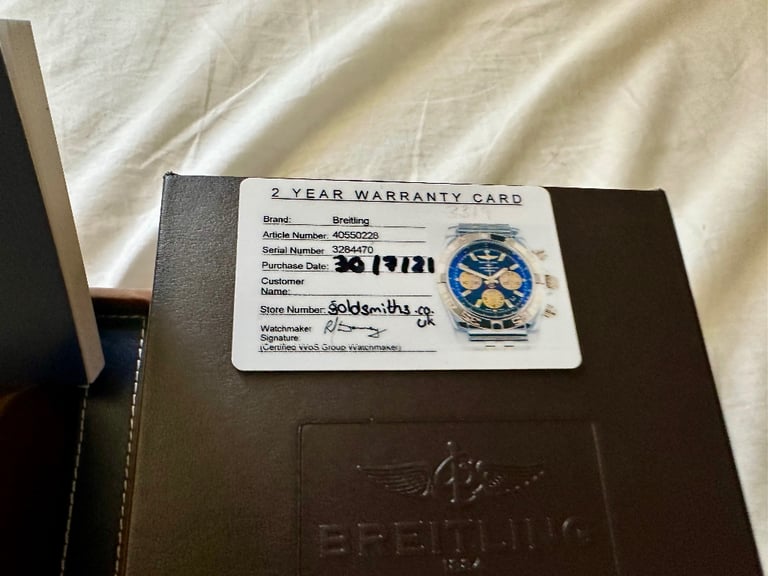 2 YEAR WARRANTY CARD
Brand: Breitling
Article Number: 40550228
Serial Number 3284470
Purchase Date: 30/7/21
Customer
Name:
Store Number: goldsmiths.co.
uk
Watchmaker
Signature:
(Certified WoS Group Watchmaker)
BREITLING
1884